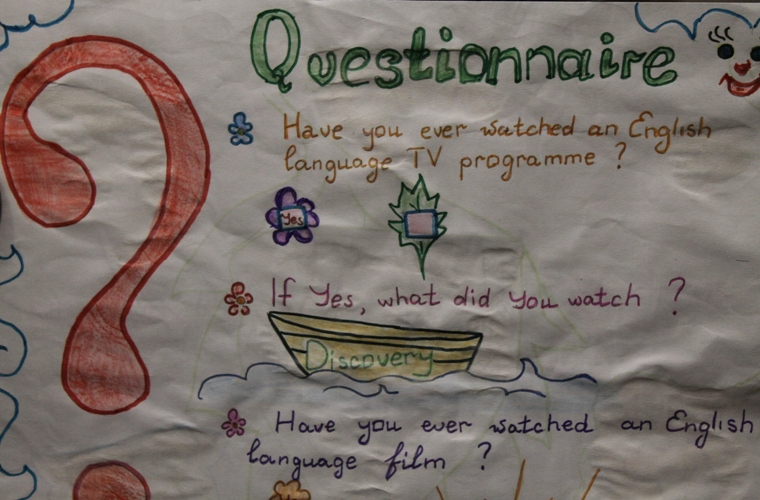 Questionnaire
Have you ever watched an English
language TV programme ?
Yes
If Yes, what did you watch ?
Discovery
Have you ever watched an English
language film ?